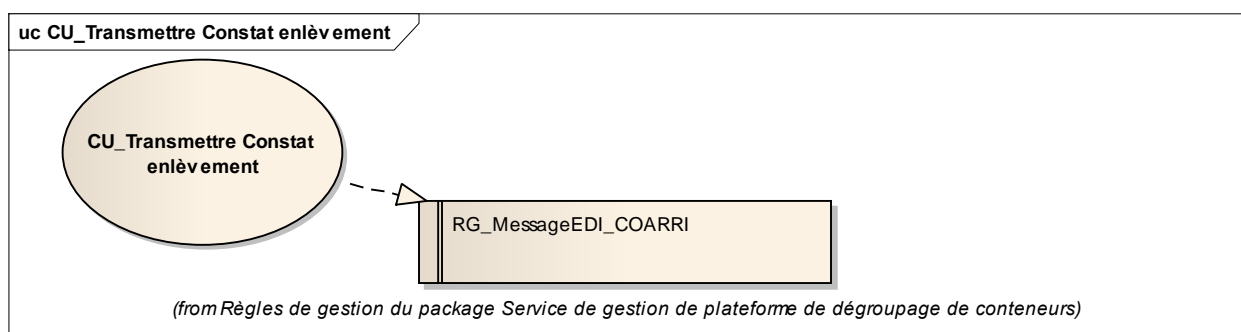 uc CU_Transmettre Constat enlèvement
CU_Transmettre Constat
enlèvement
RG_MessageEDI_COARRI
(from Règles de gestion du package Service de gestion de plateforme de dégroupage de conteneurs)